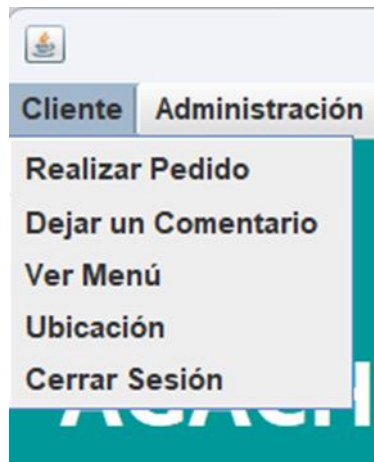 Cliente Administración
Realizar Pedido
Dejar un Comentario
Ver Menú
Ubicación
Cerrar Sesión